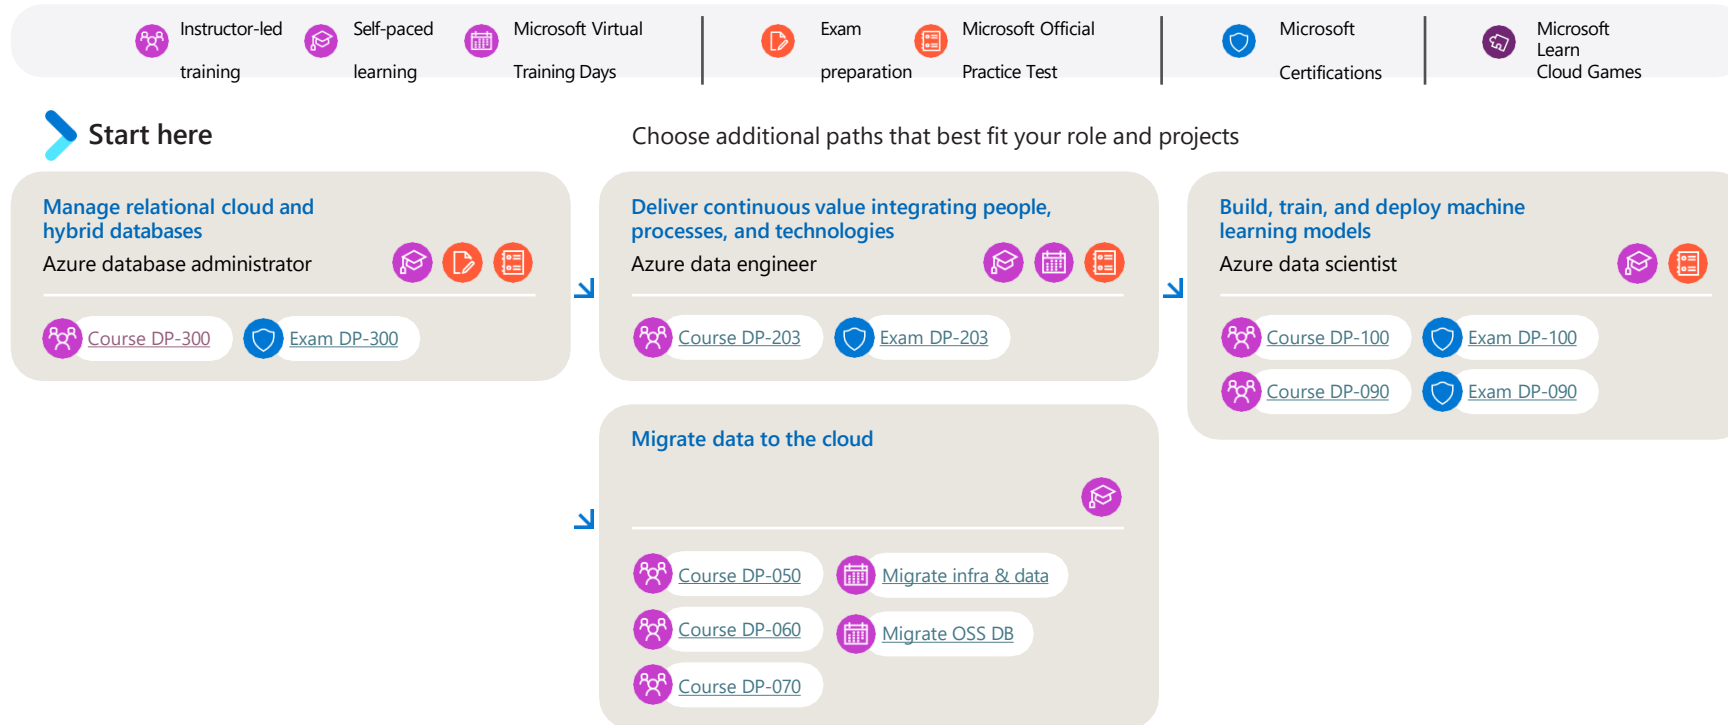 Instructor-led
training
Self-paced
learning
Microsoft Virtual
Training Days
Exam
preparation
Microsoft Official
Practice Test
Microsoft
Certifications
Microsoft
Learn
Cloud Games
Start here
Choose additional paths that best fit your role and projects
Manage relational cloud and
hybrid databases
Azure database administrator
Course DP-300
Exam DP-300
Deliver continuous value integrating people,
processes, and technologies
Azure data engineer
Course DP-203
Exam DP-203
Build, train, and deploy machine
learning models
Azure data scientist
Course DP-100
Exam DP-100
Course DP-090
Exam DP-090
Migrate data to the cloud
Course DP-050
Migrate infra & data
Course DP-060
Migrate OSS DB
Course DP-070